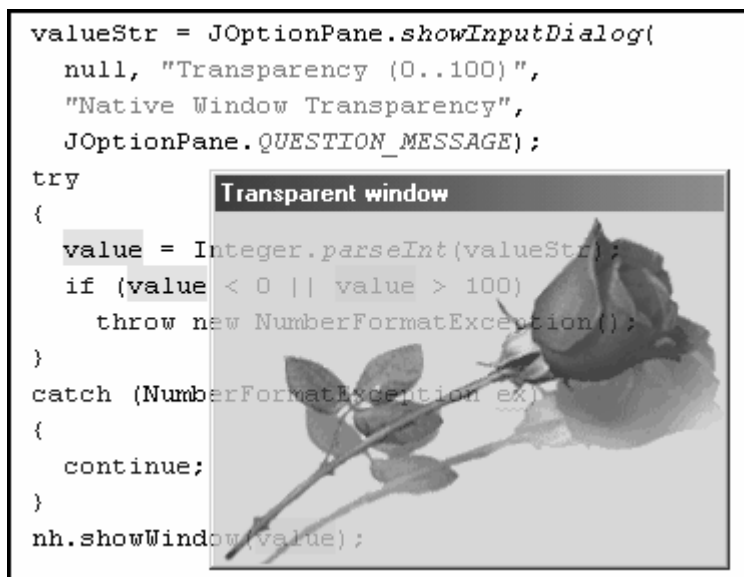 valueStr = JOptionPane.showInputDialog(
null, "Transparency (0..100)",
"Native Window Transparency",
JOptionPane.QUESTION_MESSAGE);
try
Transparent window
{
value = Integer.parseInt(valueStr);
if (value < 0 || value > 100)
throw new NumberFormatException();
}
catch (NumberFormatException ex)
{
continue;
}
nh.showWindow(value);